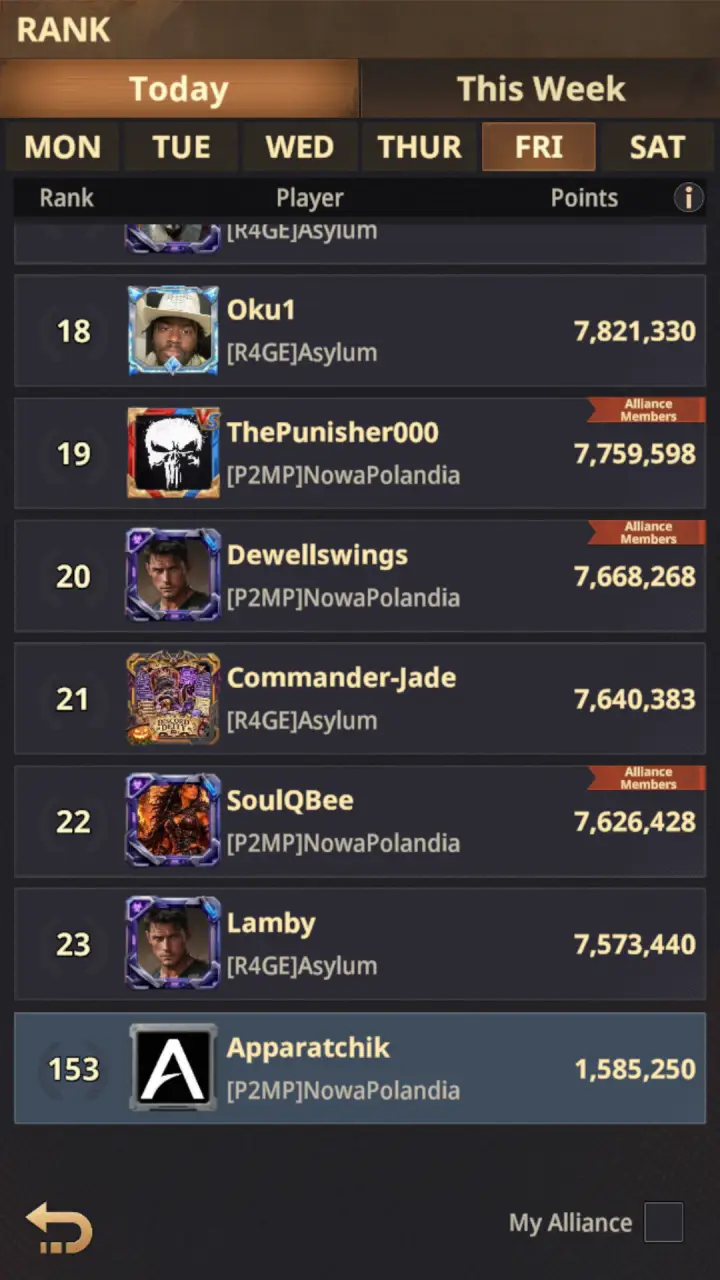 RANK
Today
This Week
MON
TUE
WED
THUR
FRI
SAT
Rank
Player
Points
[R4GE]Asylum
18
Oku1
[R4GE]Asylum
7,821,330
Alliance
Members
19
ThePunisher000
[P2MP]NowaPolandia
7,759,598
Alliance
Members
20
Dewellswings
[P2MP]NowaPolandia
7,668,268
21
Commander-Jade
[R4GE]Asylum
7,640,383
Alliance
Members
22
SoulQBee
[P2MP]NowaPolandia
7,626,428
23
Lamby
[R4GE]Asylum
7,573,440
153
Apparatchik
[P2MP]NowaPolandia
1,585,250
My Alliance